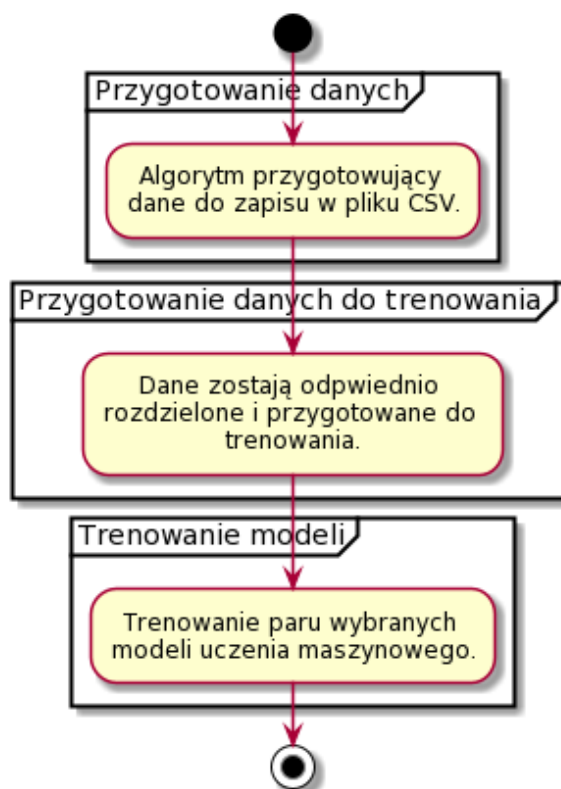 Przygotowanie danych
Algorytm przygotowujący
dane do zapisu w pliku CSV.
Przygotowanie danych do trenowania
Dane zostają odpwiednio
rozdzielone i przygotowane do
trenowania.
Trenowanie modeli
Trenowanie paru wybranych
modeli uczenia maszynowego.